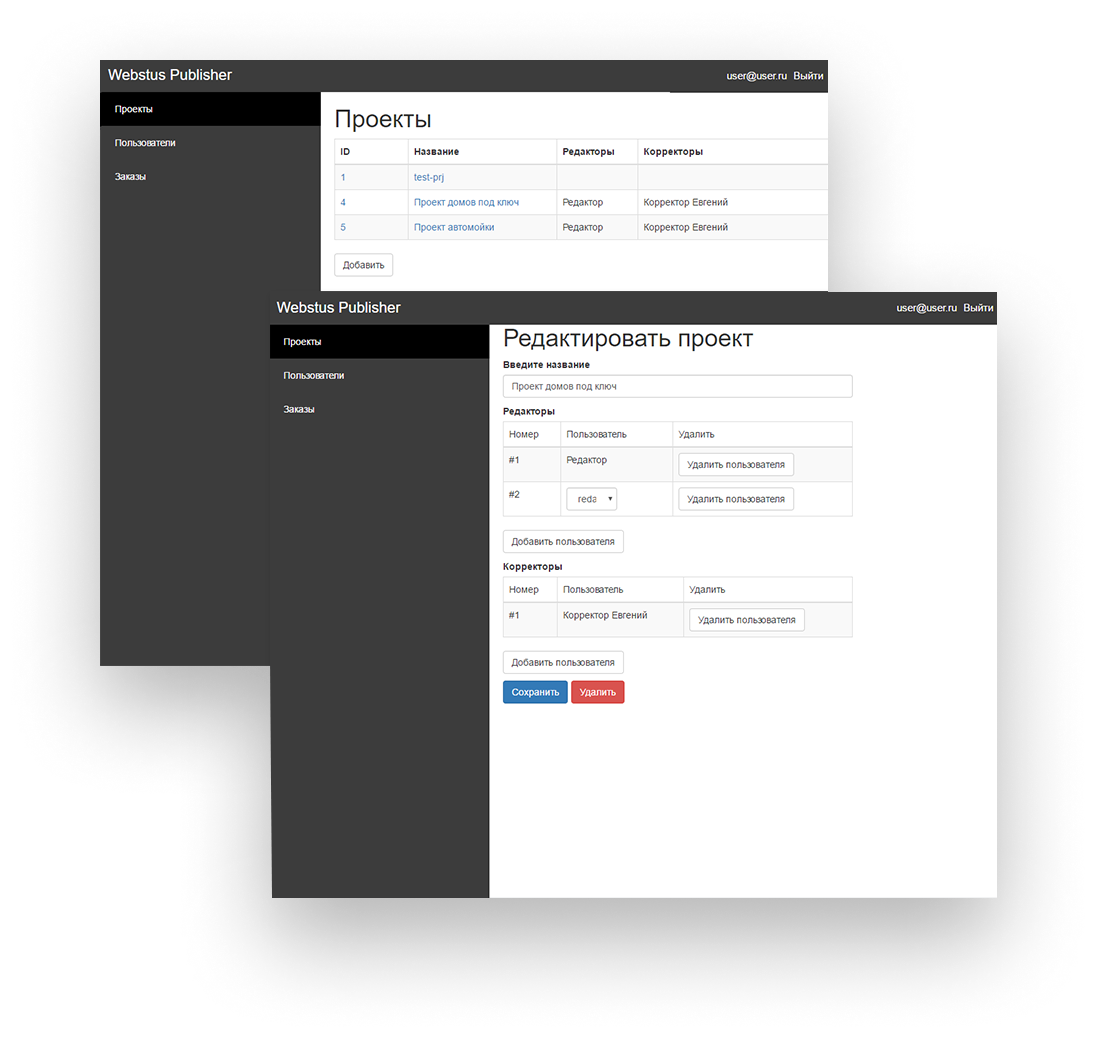 Webstus Publisher user@user.ru Выйти
Проекты
Пользователи
Заказы
Проекты
ID Название Редакторы Корректоры
1 test-prj
4 Проект домов под ключ Редактор Корректор Евгений
5 Проект автомойки Редактор Корректор Евгений
Добавить
Webstus Publisher user@user.ru Выйти
Проекты
Пользователи
Заказы
Редактировать проект
Введите название
Проект домов под ключ
Редакторы
Номер Пользователь Удалить
#1 Редактор Удалить пользователя
#2 reda Удалить пользователя
Добавить пользователя
Корректоры
Номер Пользователь Удалить
#1 Корректор Евгений Удалить пользователя
Добавить пользователя
Сохранить Удалить